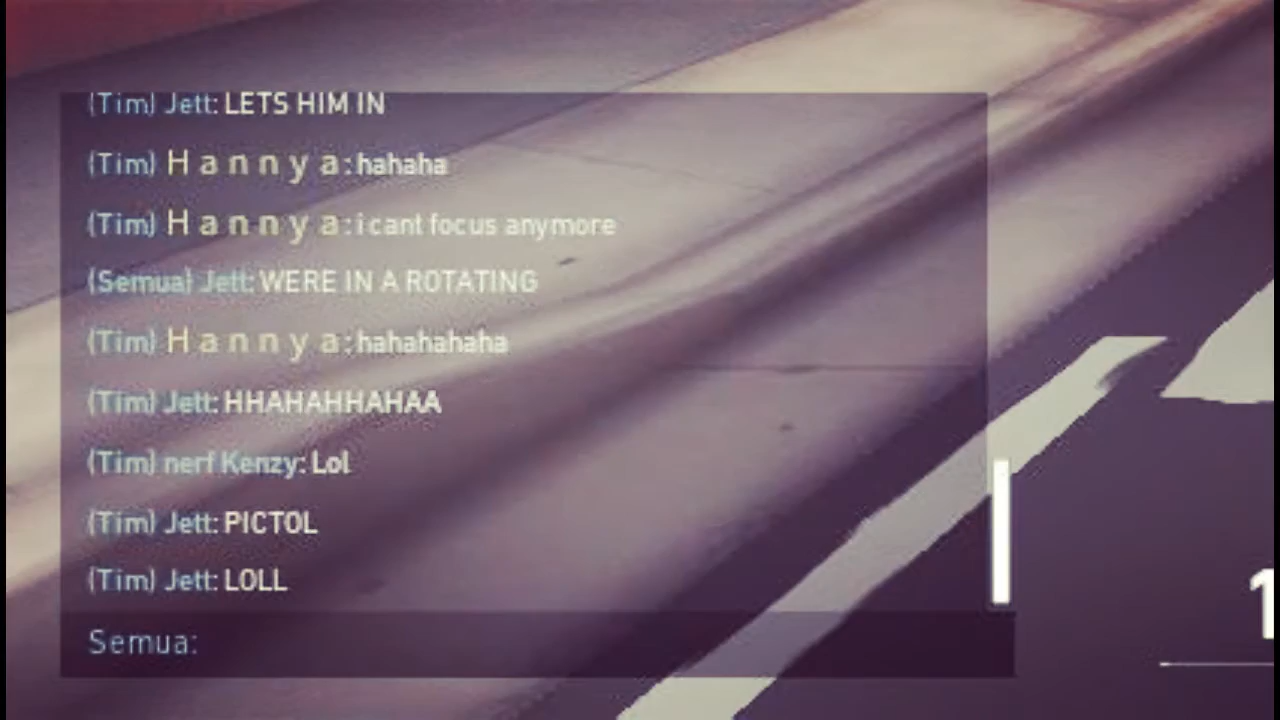 (Tim) Jett: LETS HIM IN
(Tim) H a n n y a: hahaha
(Tim) H a n n y a: i cant focus anymore
(Semua) Jett: WERE IN A ROTATING
(Tim) H a n n y a: hahahahaha
(Tim) Jett: HHAHAHHAHAA
(Tim) nerf Kenzy: Lol
(Tim) Jett: PICTOL
(Tim) Jett: LOLL
Semua:
1